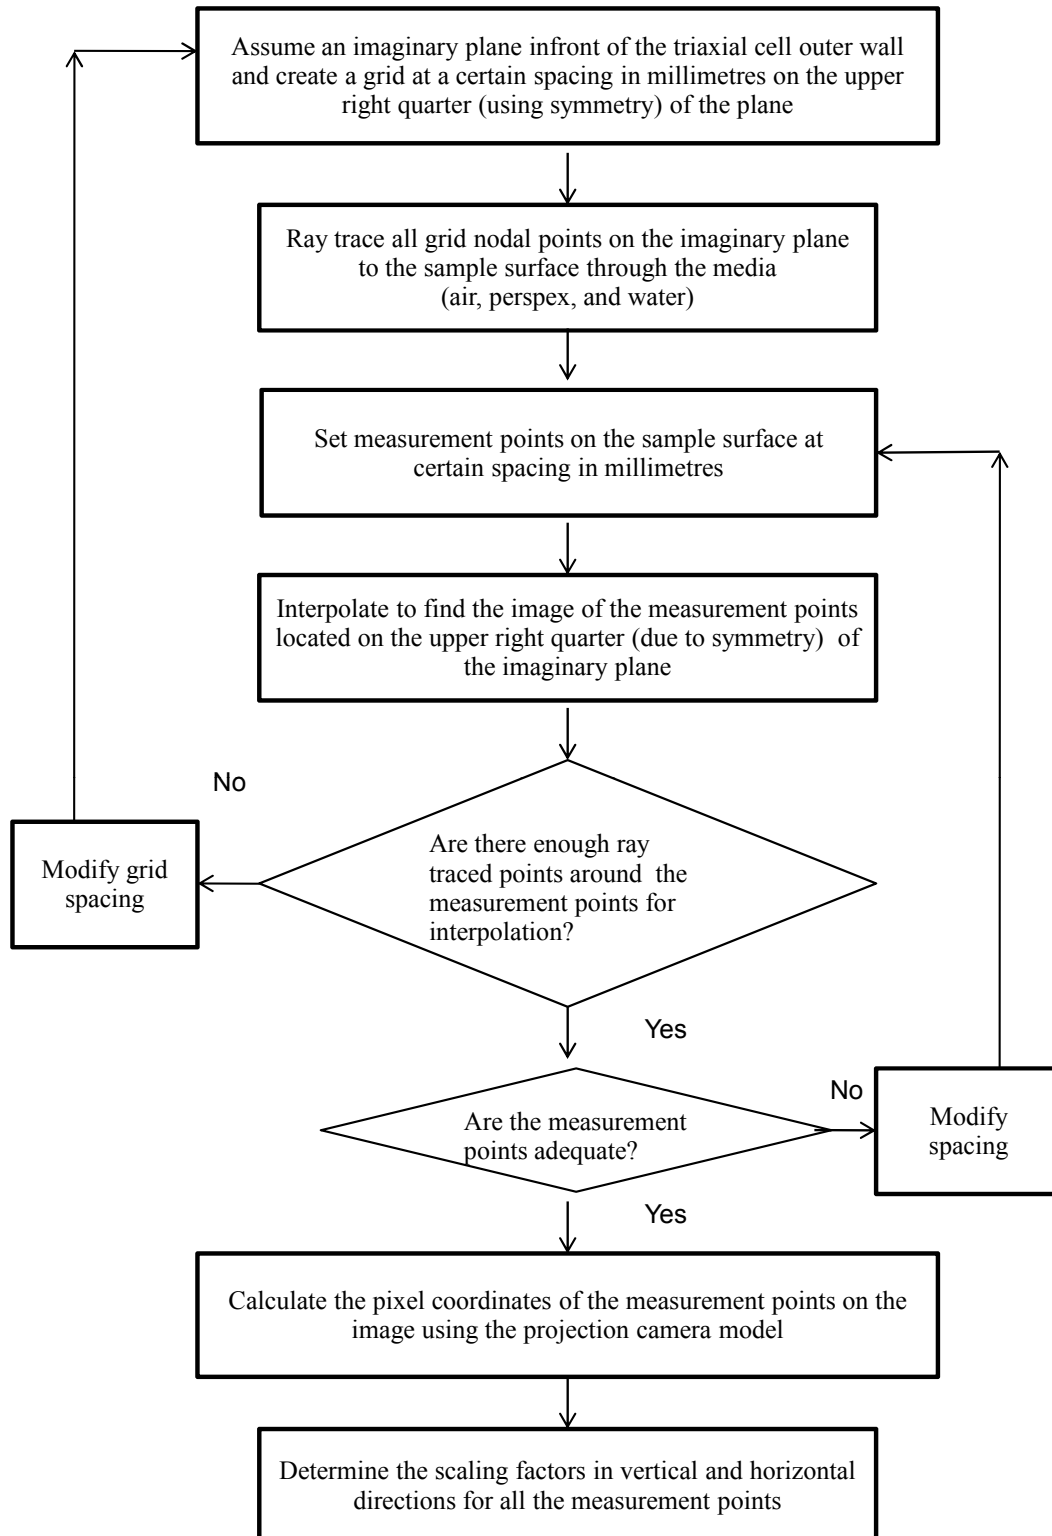 Assume an imaginary plane infront of the triaxial cell outer wall
and create a grid at a certain spacing in millimetres on the upper
right quarter (using symmetry) of the plane
Ray trace all grid nodal points on the imaginary plane
to the sample surface through the media
(air, perspex, and water)
Set measurement points on the sample surface at
certain spacing in millimetres
Interpolate to find the image of the measurement points
located on the upper right quarter (due to symmetry) of
the imaginary plane
No
Modify grid
spacing
Are there enough ray
traced points around the
measurement points for
interpolation?
Yes
No
Are the measurement
points adequate?
Modify
spacing
Yes
Calculate the pixel coordinates of the measurement points on the
image using the projection camera model
Determine the scaling factors in vertical and horizontal
directions for all the measurement points